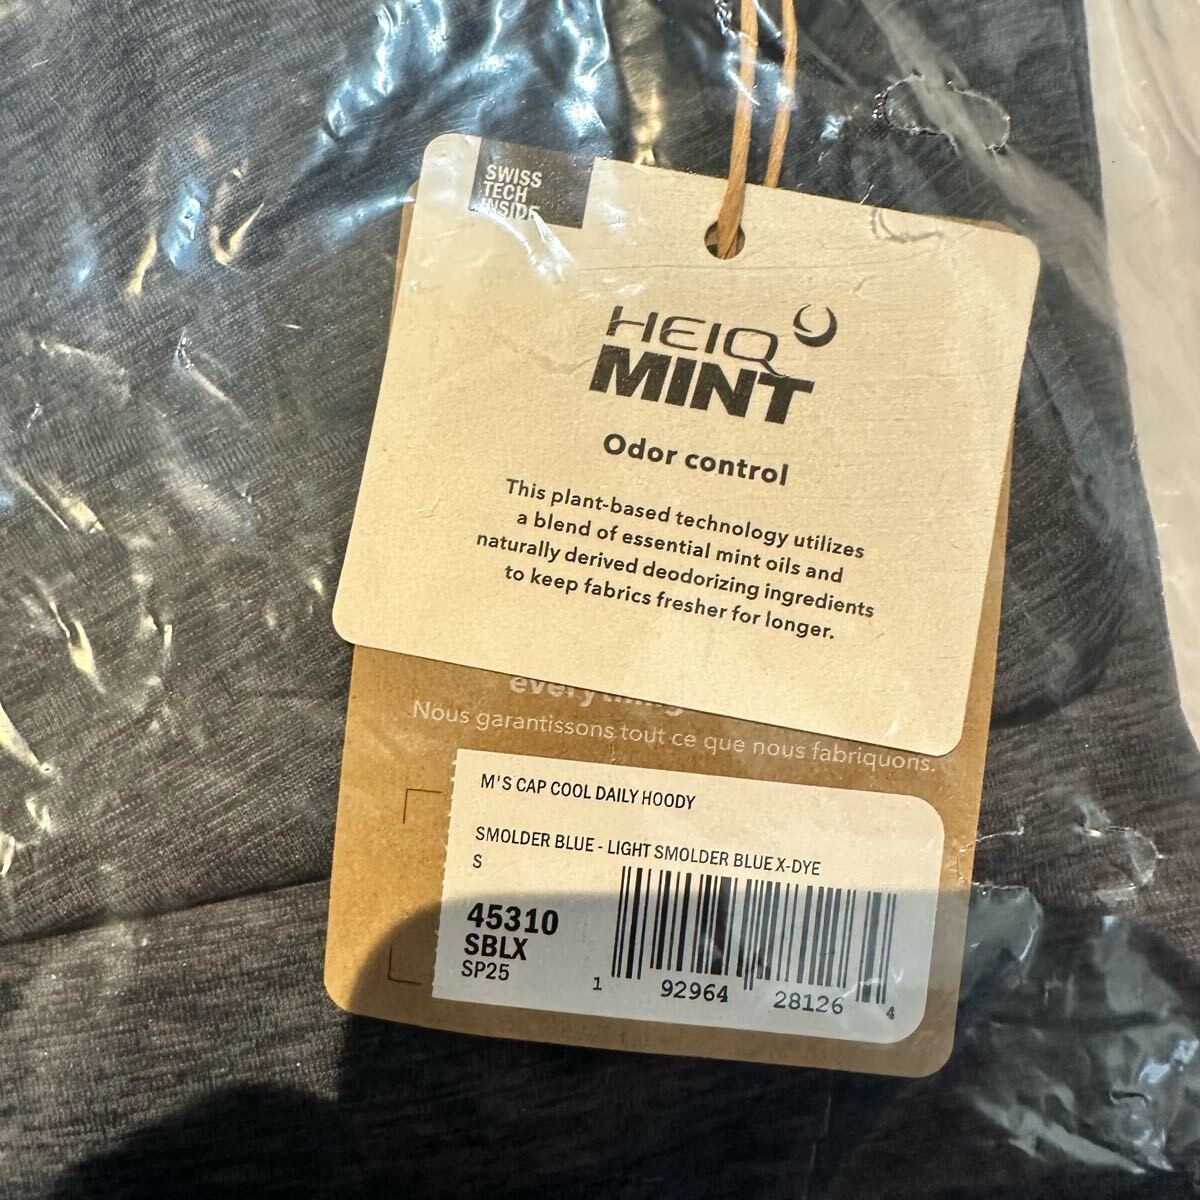 SWISS
TECH
INSIDE
HEIQ
MINT
Odor control
This plant-based technology utilizes
a blend of essential mint oils and
naturally derived deodorizing ingredients
to keep fabrics fresher for longer.
everything
Nous garantissons tout ce que nous fabriquons.
M'S CAP COOL DAILY HOODY
SMOLDER BLUE - LIGHT SMOLDER BLUE X-DYE
S
45310
SBLX
SP25
1 92964 28126 4